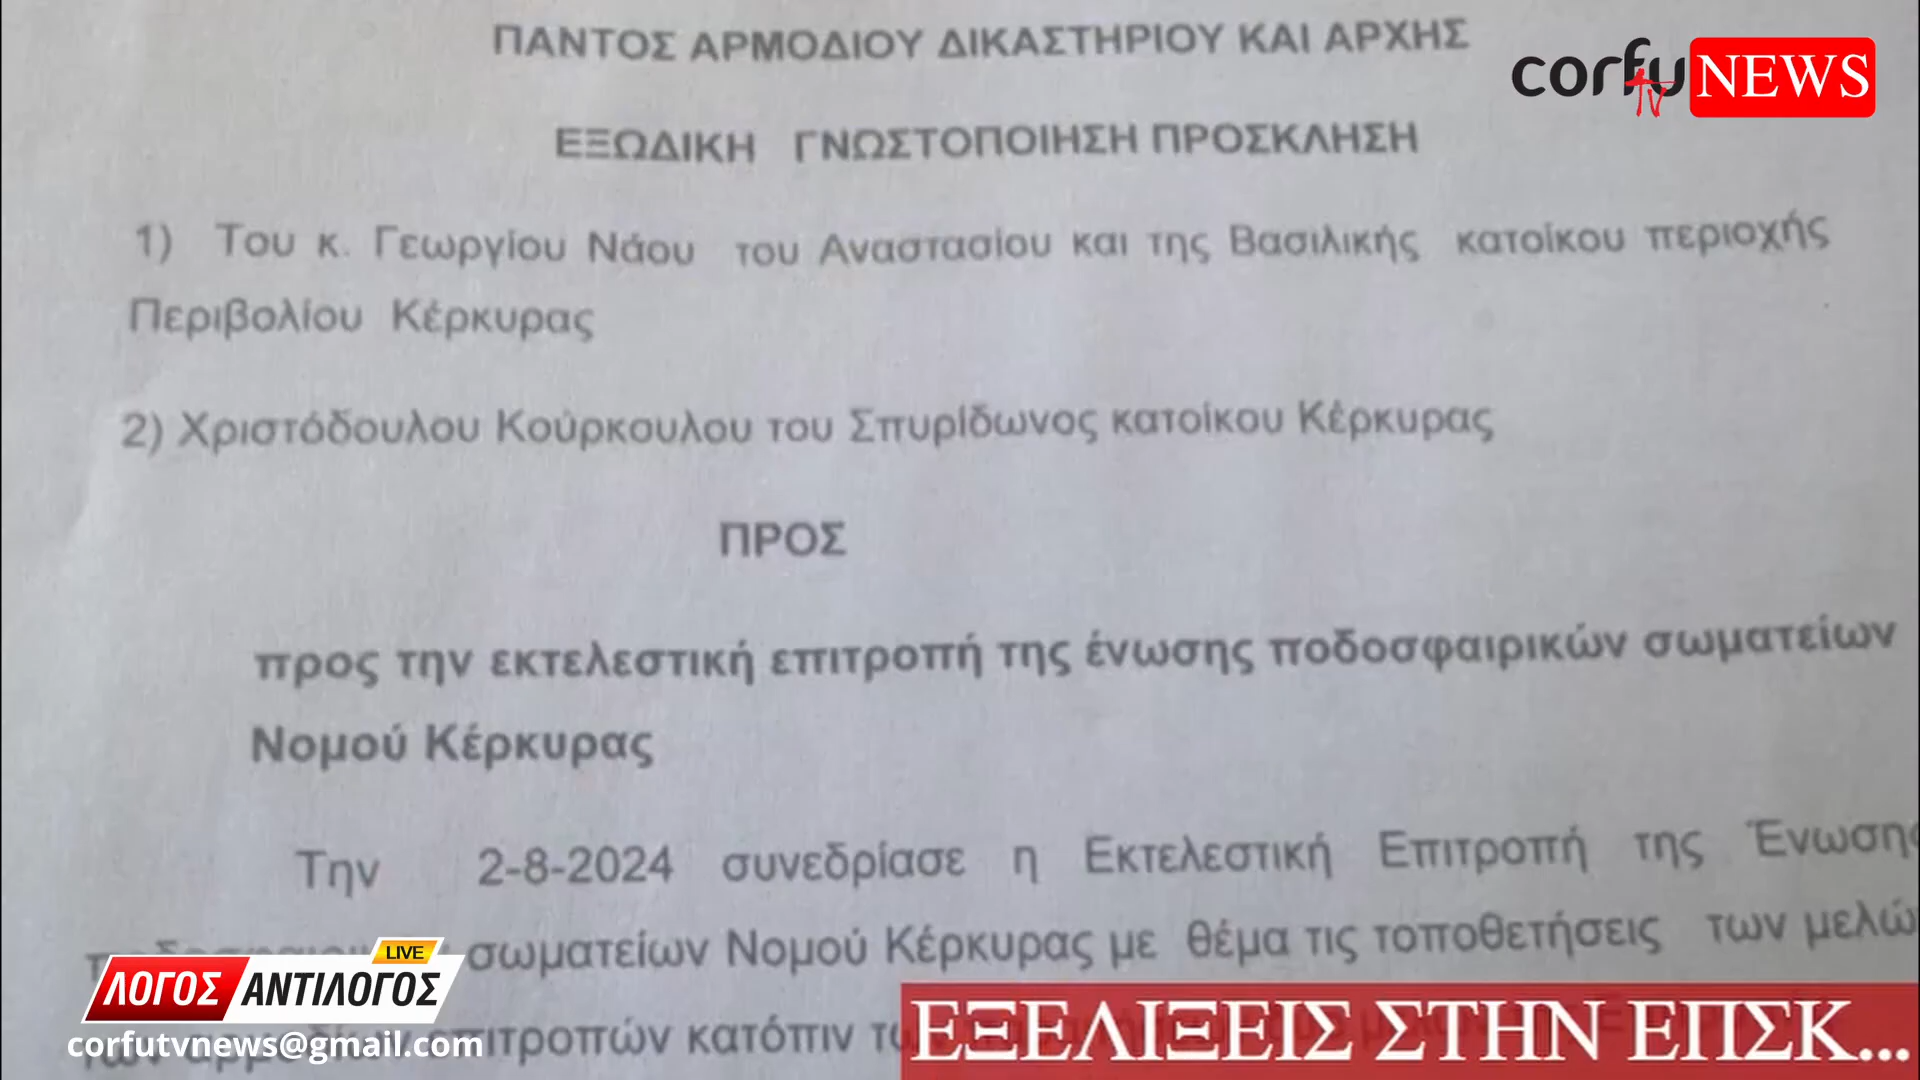 ΠΑΝΤΟΣ ΑΡΜΟΔΙΟΥ ΔΙΚΑΣΤΗΡΙΟΥ ΚΑΙ ΑΡΧΗΣ
corfu TV NEWS
ΕΞΩΔΙΚΗ ΓΝΩΣΤΟΠΟΙΗΣΗ ΠΡΟΣΚΛΗΣΗ
1) Του κ. Γεωργίου Νάου του Αναστασίου και της Βασιλικής κατοίκου περιοχής
Περιβολίου Κέρκυρας
2) Χριστόδουλου Κούρκουλου του Σπυρίδωνος κατοίκου Κέρκυρας
ΠΡΟΣ
προς την εκτελεστική επιτροπή της ένωσης ποδοσφαιρικών σωματείων
Νομού Κέρκυρας
Την 2-8-2024 συνεδρίασε η Εκτελεστική Επιτροπή της Ένωσης
σωματείων Νομού Κέρκυρας με θέμα τις τοποθετήσεις των μελώ
επιτροπών κατόπιν
LIVE
ΛΟΓΟΣ ΑΝΤΙΛΟΓΟΣ
corfutvnews@gmail.com
ΕΞΕΛΙΞΕΙΣ ΣΤΗΝ ΕΠΣΚ...